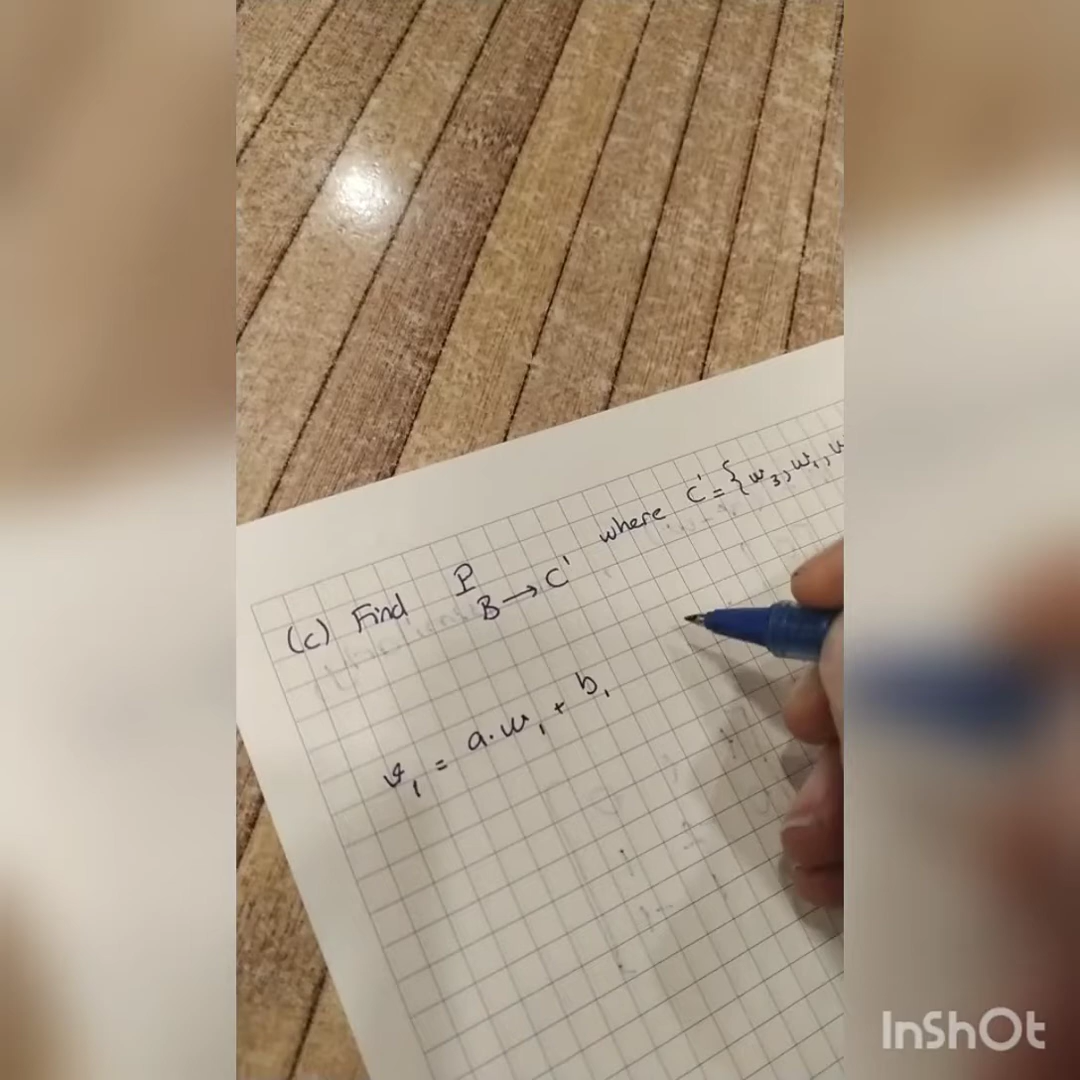 (c) Find P B→C' where C' = { w₃, w₁,
v₁ = a.w₁ + b₁
InShOt